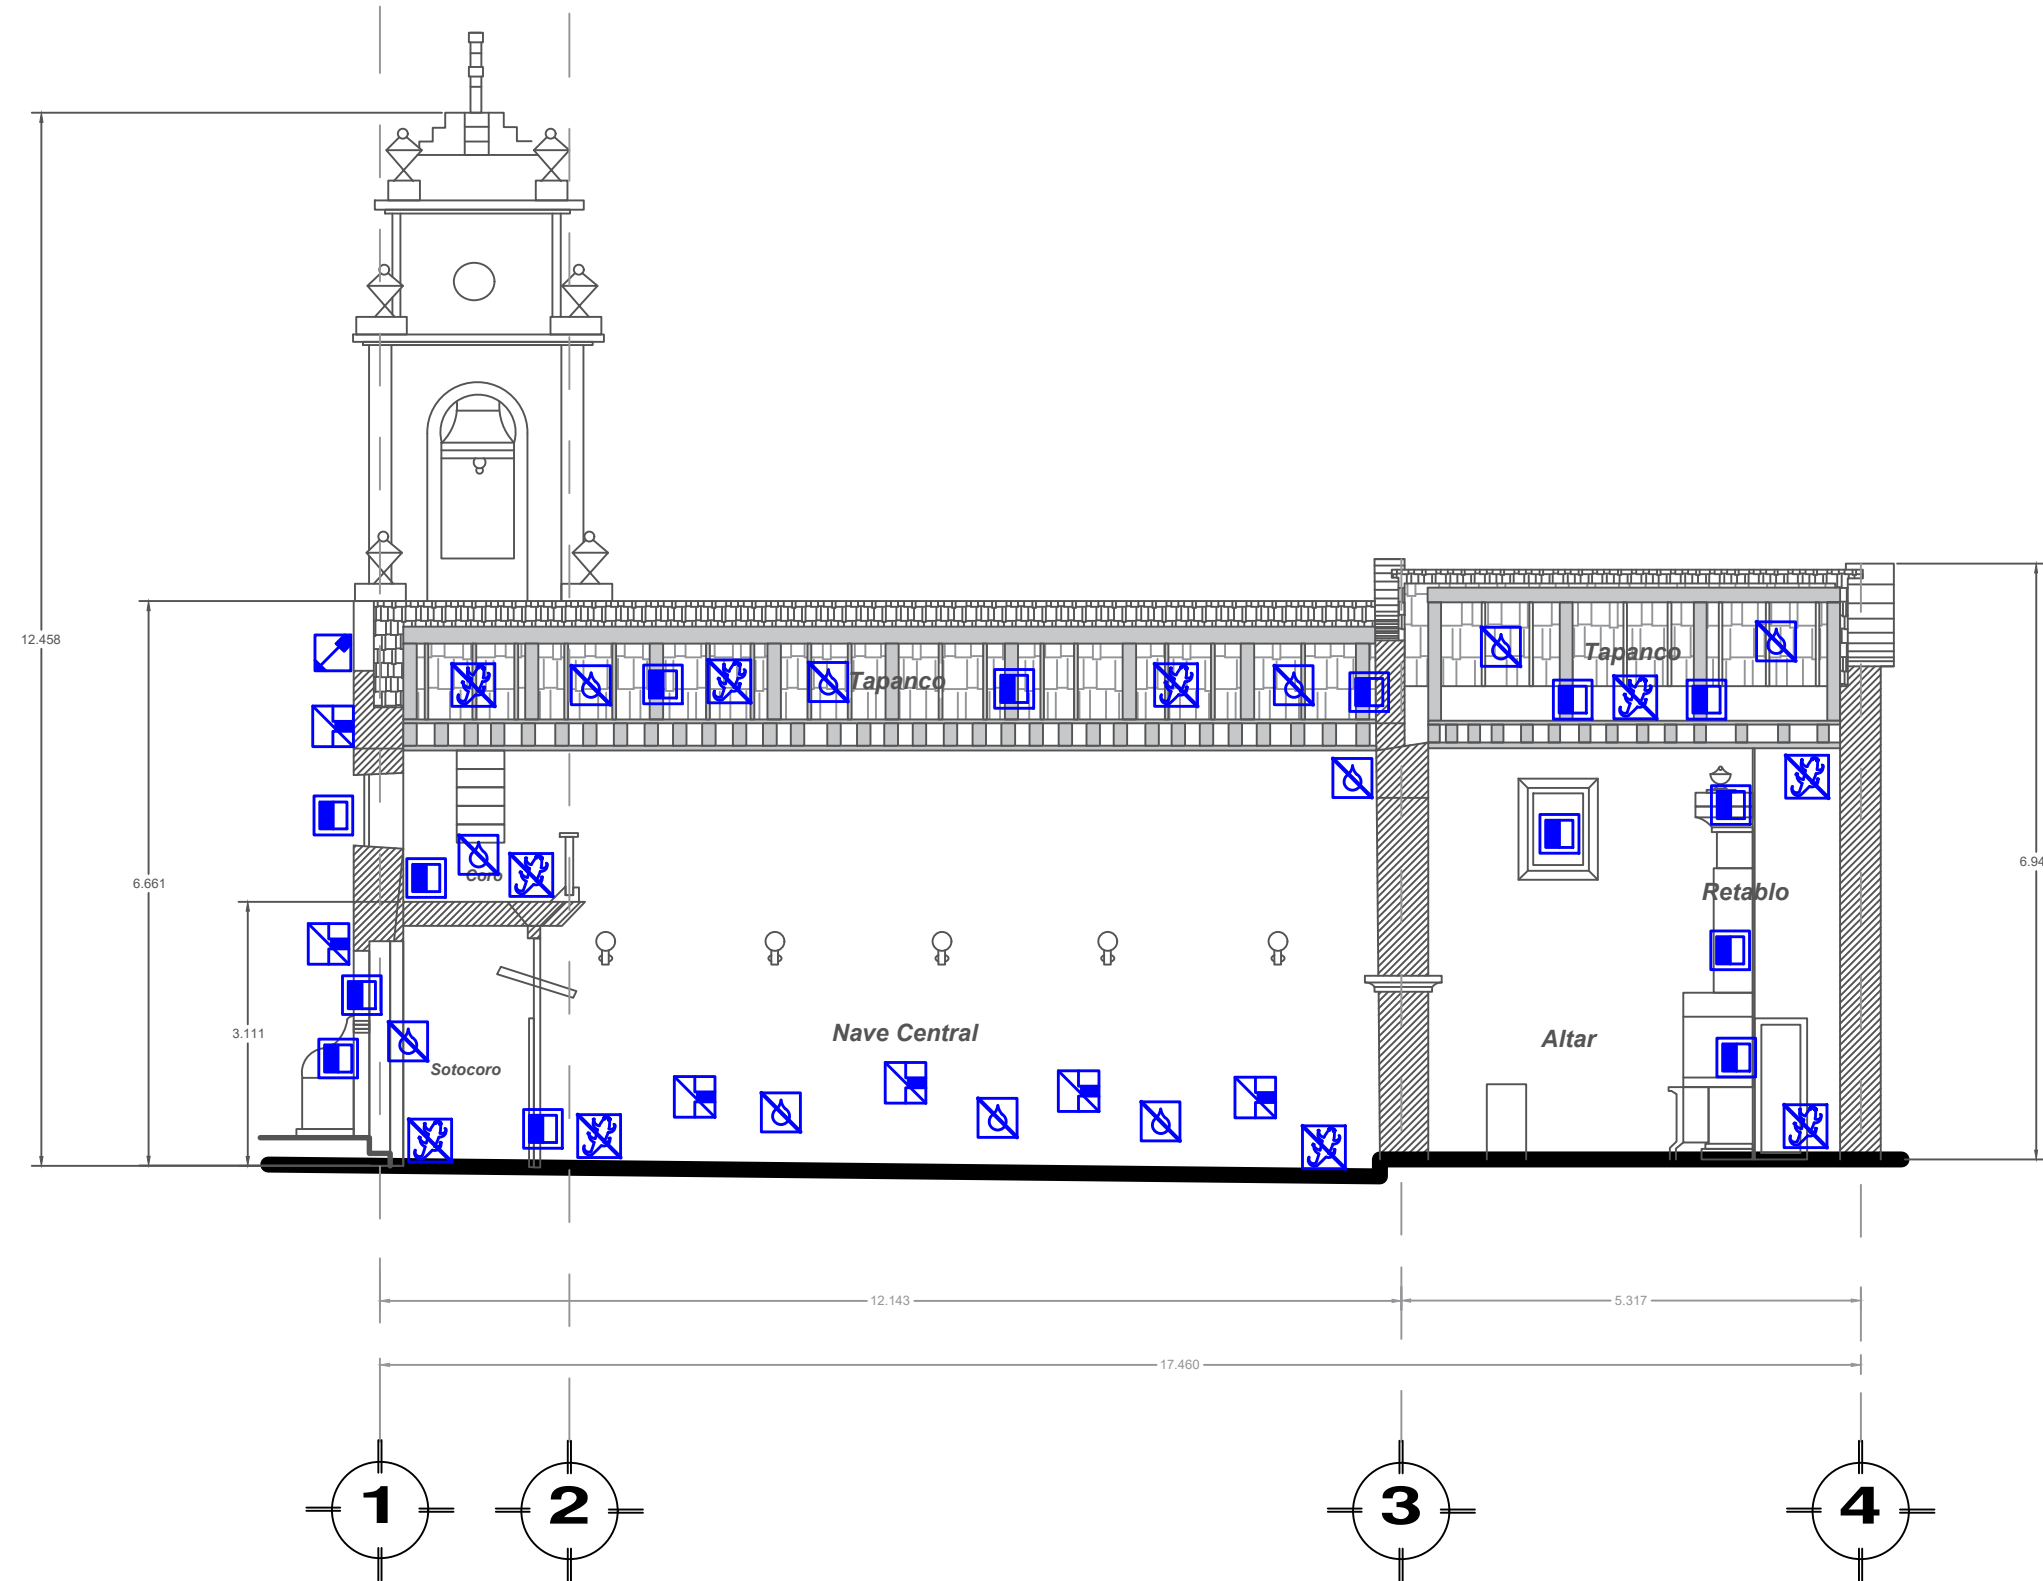 12.458
Tapanco
Tapanco
6.661
6.94
Coro
Retablo
3.111
Nave Central
Altar
Sotocoro
12.143
5.317
17.460
1
2
3
4